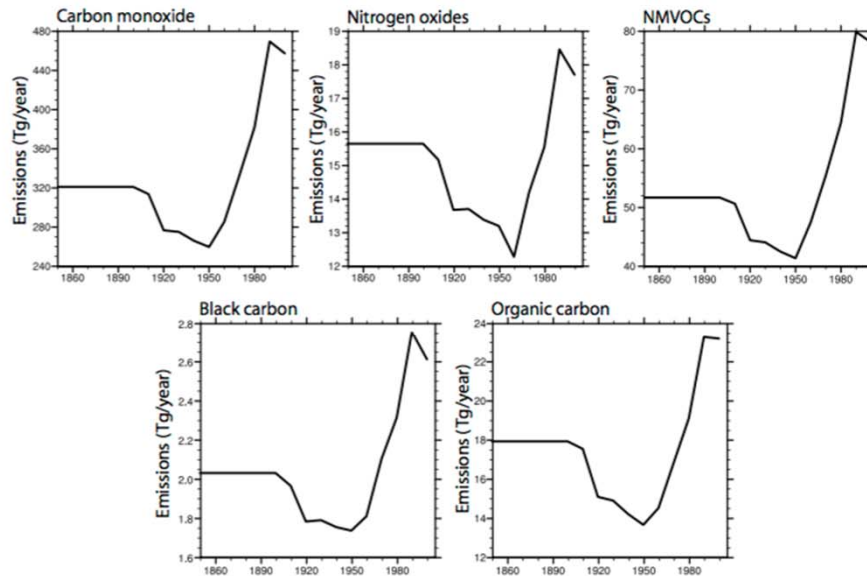 Carbon monoxide
Emissions (Tg/year)
480
440
400
360
320
280
240
1860 1890 1920 1950 1980
Nitrogen oxides
Emissions (Tg/year)
19
18
17
16
15
14
13
12
1860 1890 1920 1950 1980
NMVOCs
Emissions (Tg/year)
80
70
60
50
40
1860 1890 1920 1950 1980
Black carbon
Emissions (Tg/year)
2.8
2.6
2.4
2.2
2.0
1.8
1.6
1860 1890 1920 1950 1980
Organic carbon
Emissions (Tg/year)
24
22
20
18
16
14
12
1860 1890 1920 1950 1980